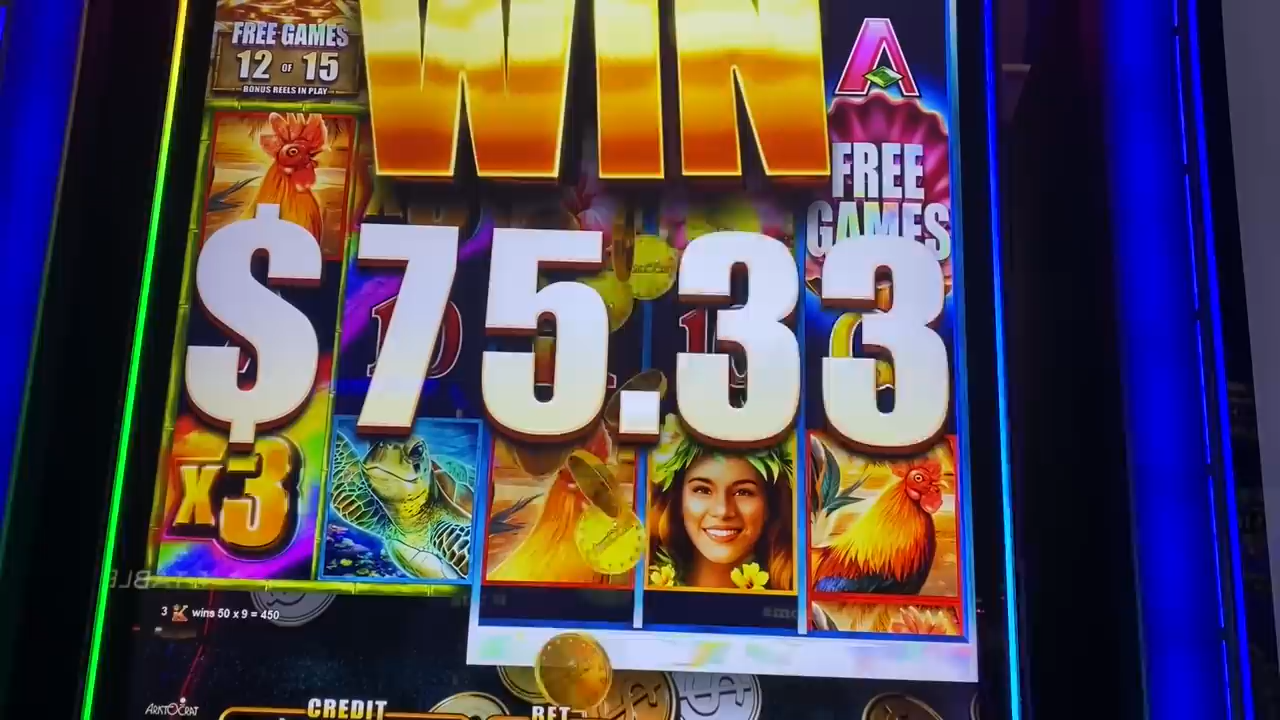 WIN
FREE GAMES
12 OF 15
BONUS REELS IN PLAY
A
FREE
GAMES
$75.33
10
x3
3 K wins 50 x 9 = 450
ARISTOCRAT
CREDIT
BET